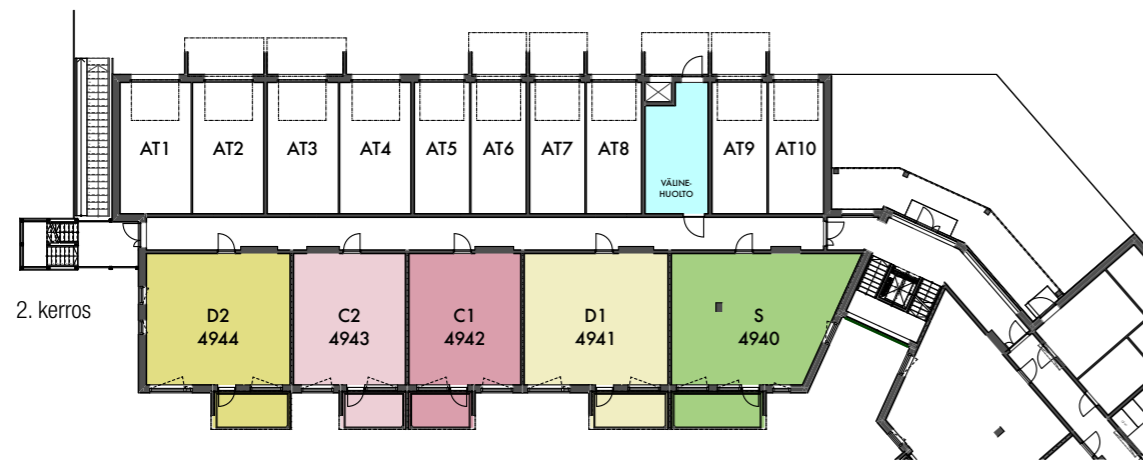 AT1
AT2
AT3
AT4
AT5
AT6
AT7
AT8
AT9
AT10
VÄLINE-
HUOLTO
2. kerros
D2
4944
C2
4943
C1
4942
D1
4941
S
4940